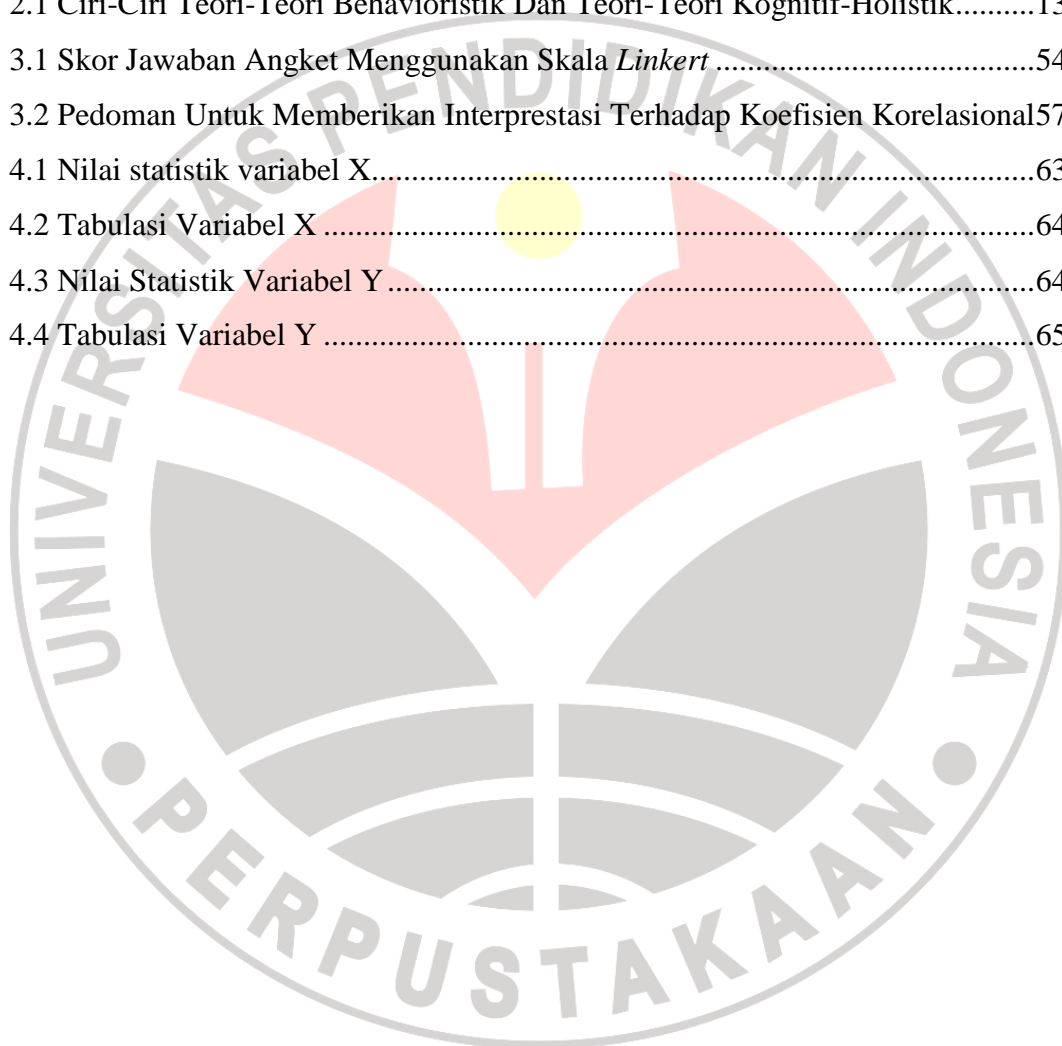 2.1 Ciri-Ciri Teori-Teori Behavioristik Dan Teori-Teori Kognitif-Holistik..........13
3.1 Skor Jawaban Angket Menggunakan Skala Linkert ......................................54
3.2 Pedoman Untuk Memberikan Interprestasi Terhadap Koefisien Korelasional57
4.1 Nilai statistik variabel X................................................................................63
4.2 Tabulasi Variabel X ......................................................................................64
4.3 Nilai Statistik Variabel Y ..............................................................................64
4.4 Tabulasi Variabel Y ......................................................................................65
UNIVERSITAS PENDIDIKAN INDONESIA
PERPUSTAKAAN